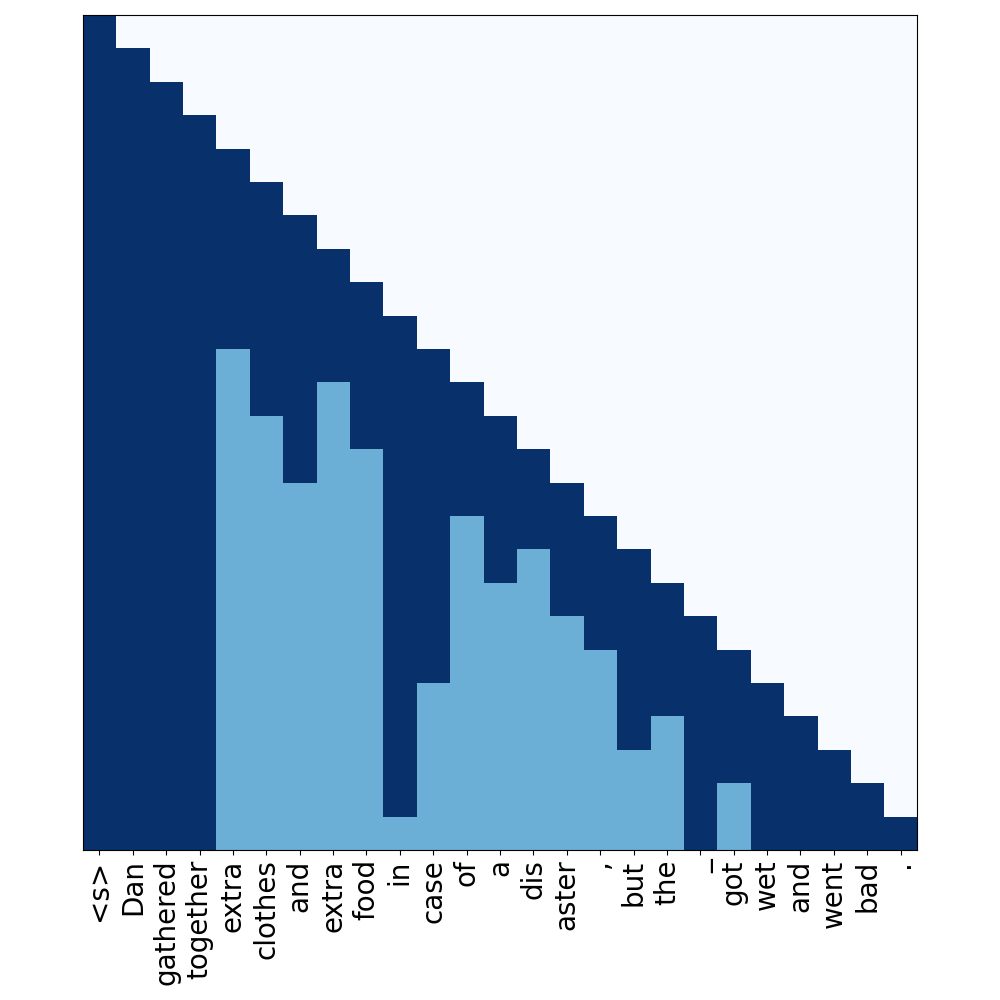 <s> Dan gathered together extra clothes and extra food in case of a dis aster , but the _ got wet and went bad .